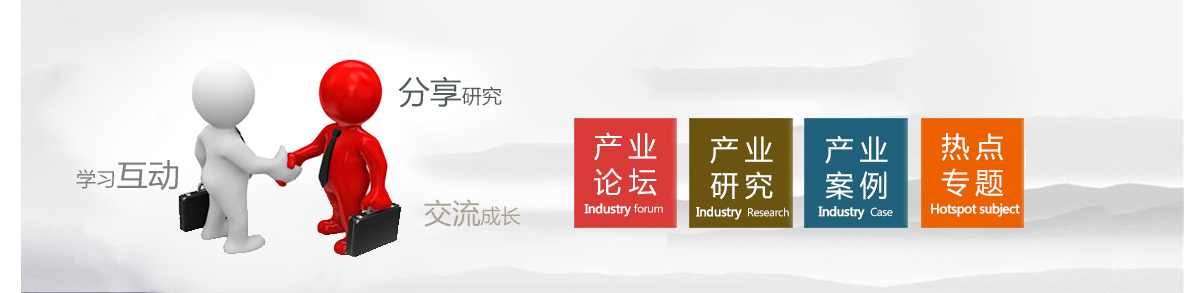 分享研究
学习互动
交流成长
产业
论坛
Industry forum
产业
研究
Industry Research
产业
案例
Industry Case
热点
专题
Hotspot subject